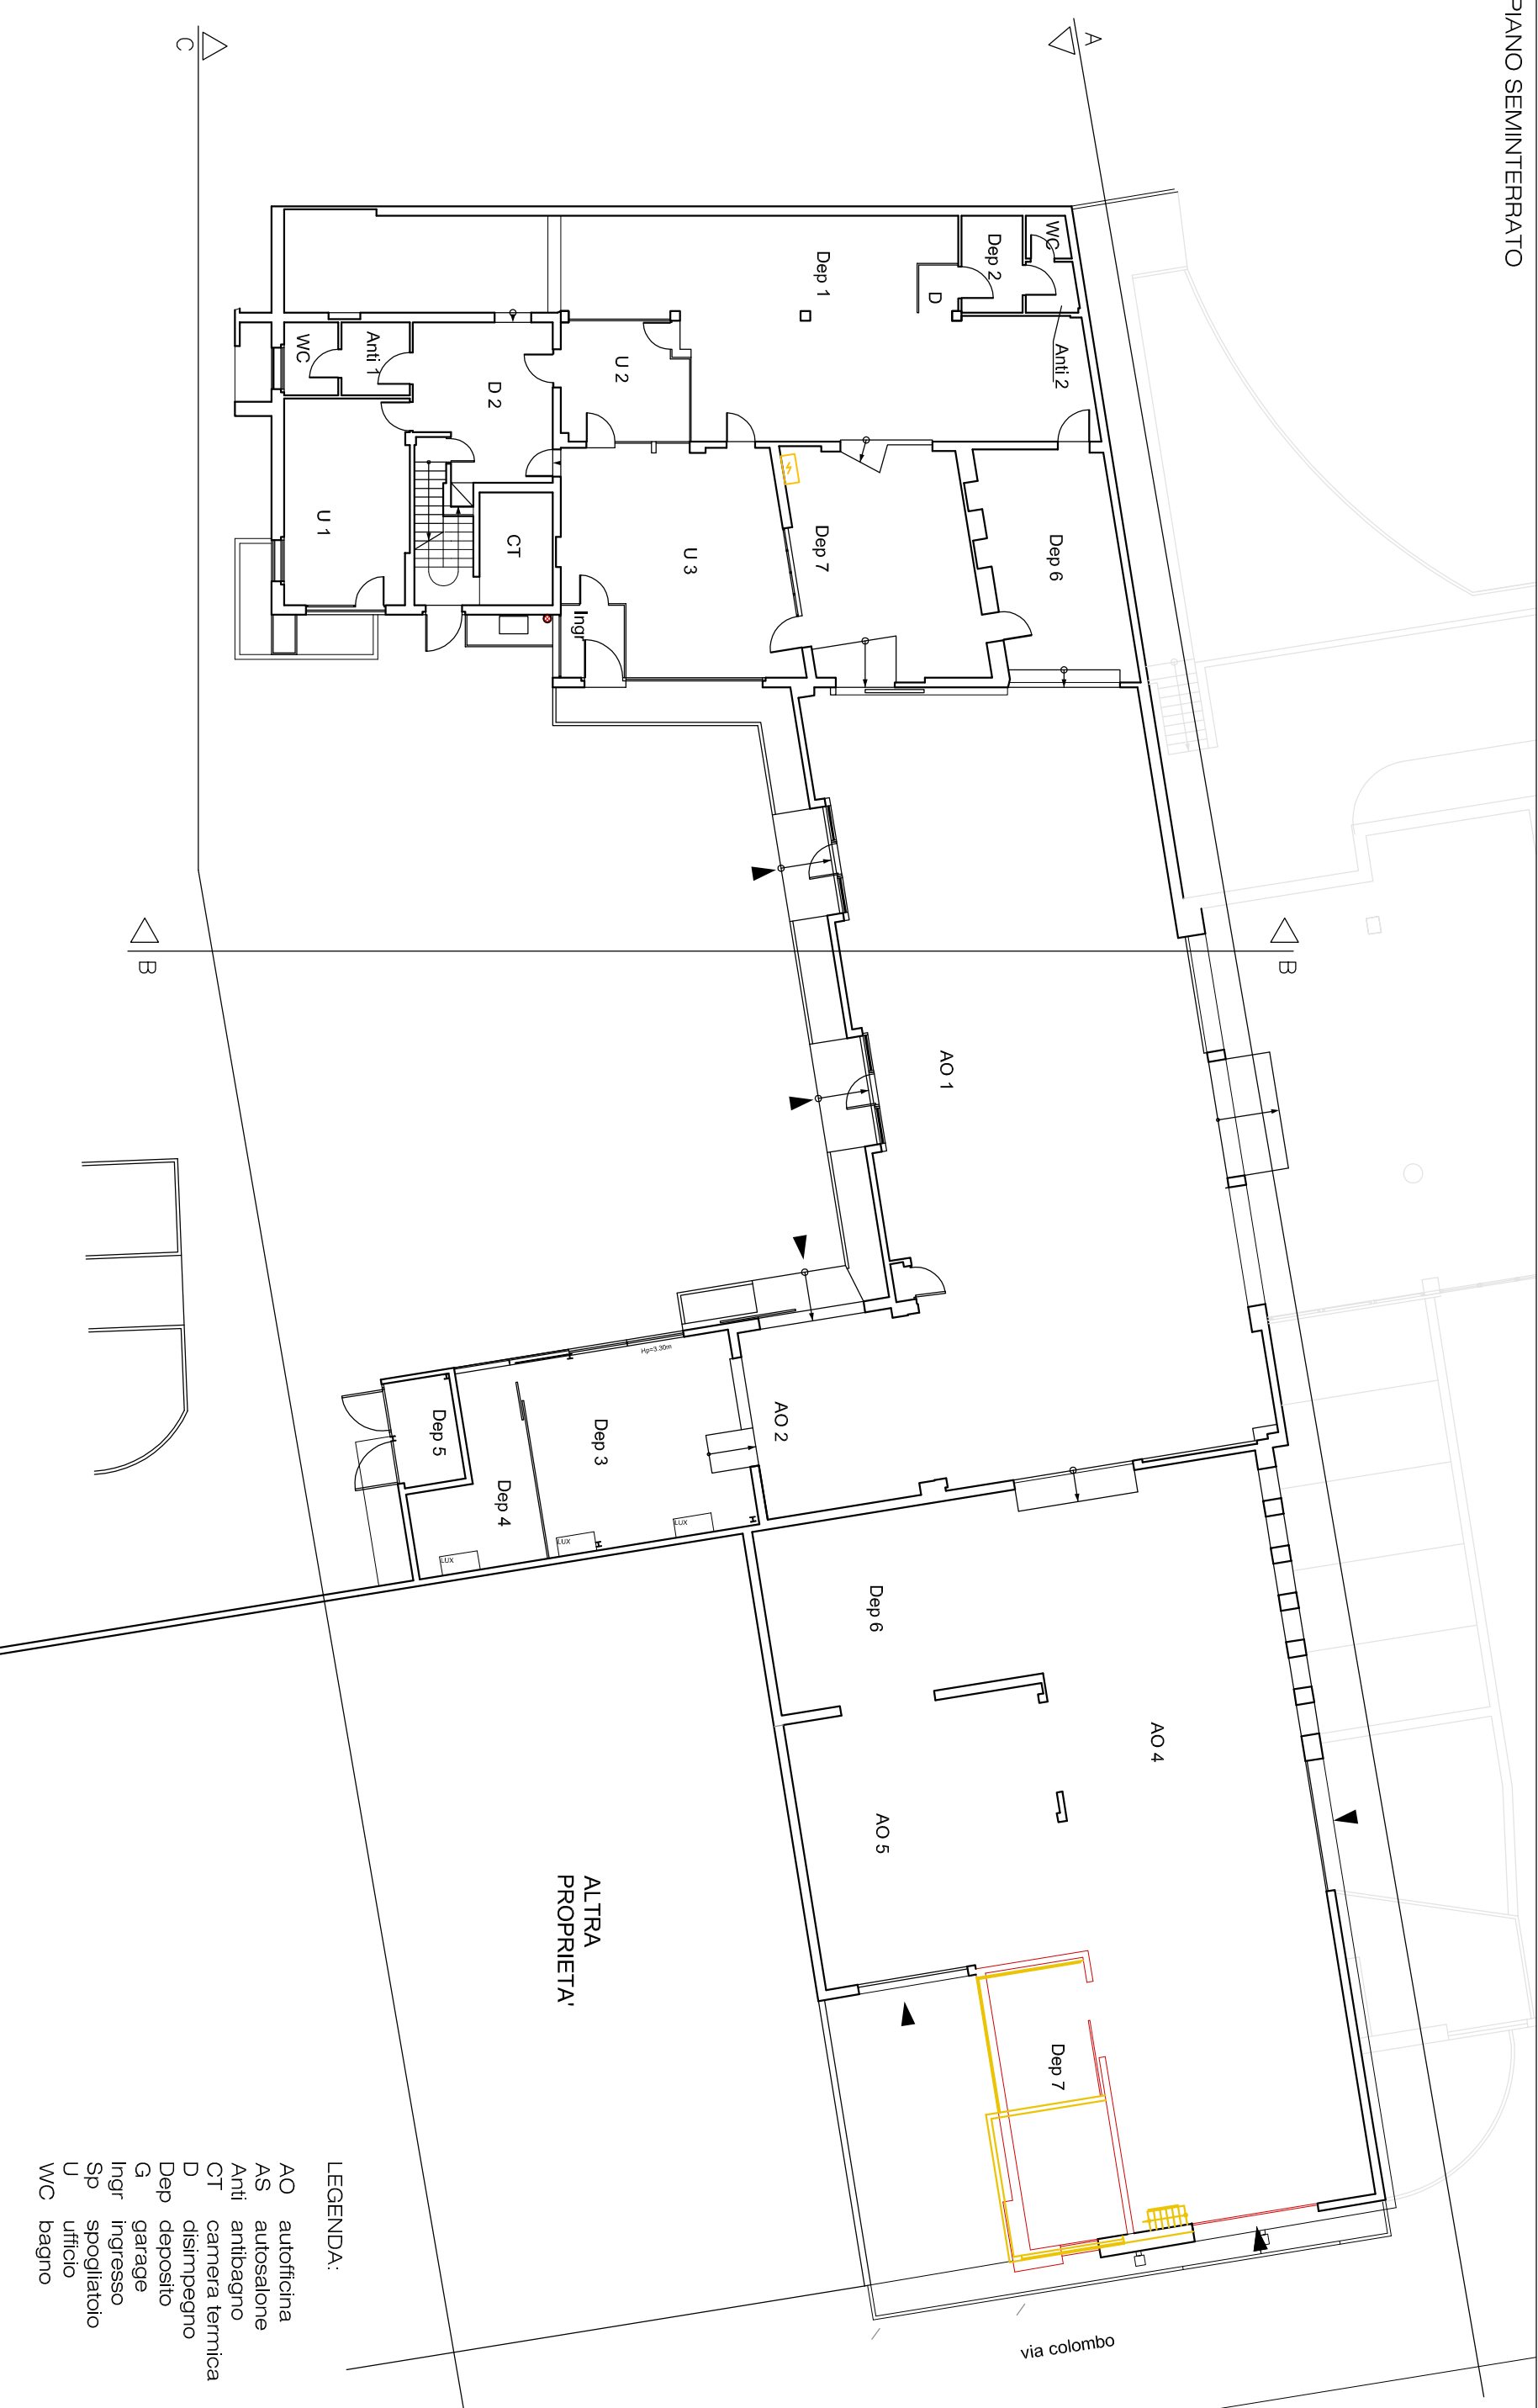 PIANO SEMINTERRATO
A
C
WC
Dep 2
Dep 1
D
Anti 2
U 2
Anti 1
WC
D 2
Dep 6
Dep 7
U 3
CT
U 1
Ingr
B
B
AO 1
Hp=3.30m
AO 2
Dep 3
Dep 5
Dep 4
LUX
LUX
LUX
Dep 6
AO 4
AO 5
ALTRA
PROPRIETA'
Dep 7
via colombo
LEGENDA:
AO autofficina
AS autosalone
Anti antibagno
CT camera termica
D disimpegno
Dep deposito
G garage
Ingr ingresso
Sp spogliatoio
U ufficio
WC bagno